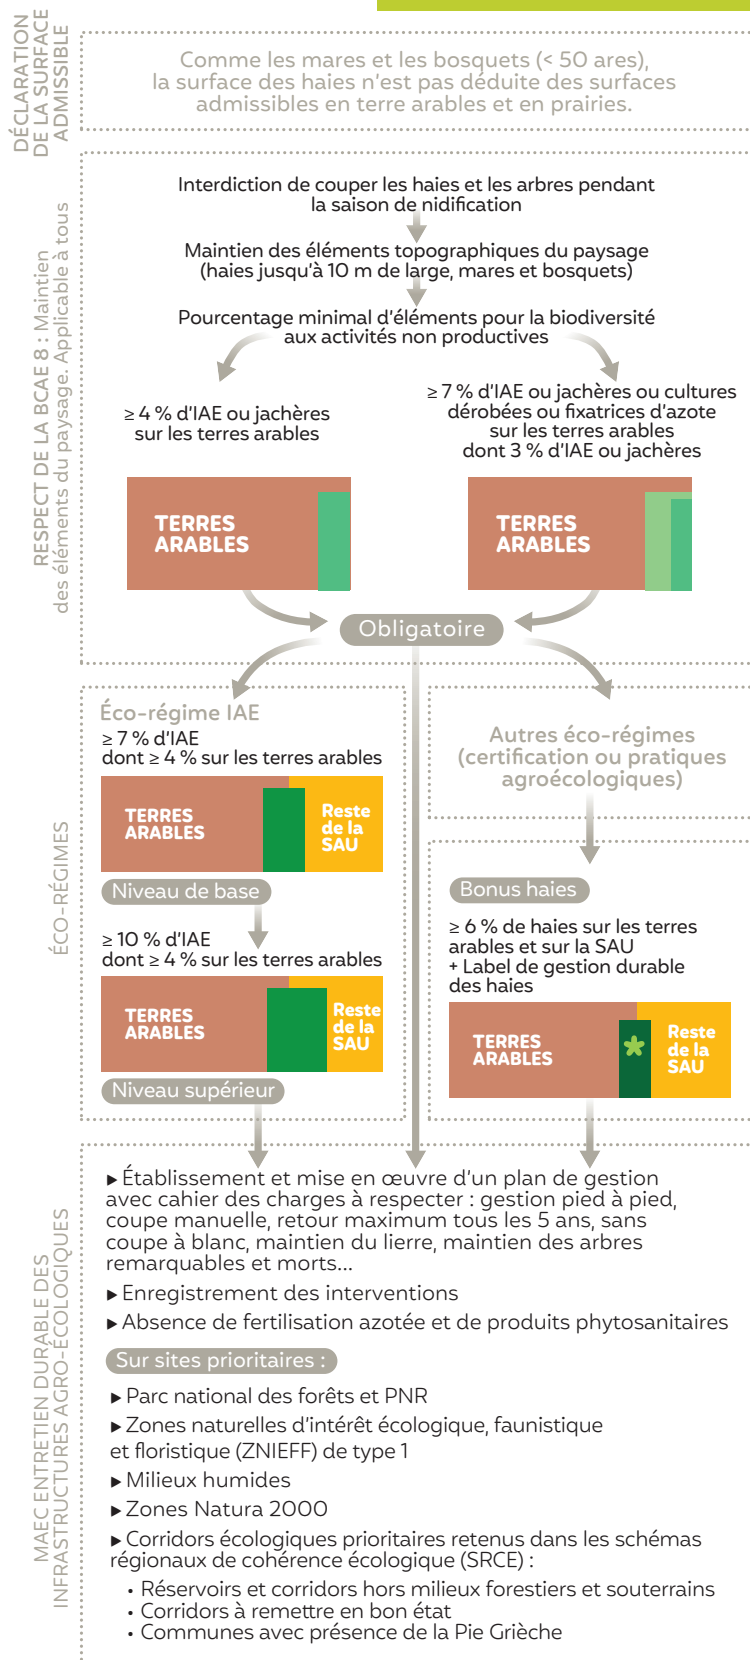 DÉCLARATION
DE LA SURFACE
ADMISSIBLE
Comme les mares et les bosquets (< 50 ares),
la surface des haies n'est pas déduite des surfaces
admissibles en terre arables et en prairies.
RESPECT DE LA BCAE 8 : Maintien
des éléments du paysage. Applicable à tous
Interdiction de couper les haies et les arbres pendant
la saison de nidification
Maintien des éléments topographiques du paysage
(haies jusqu'à 10 m de large, mares et bosquets)
Pourcentage minimal d'éléments pour la biodiversité
aux activités non productives
≥ 4 % d'IAE ou jachères
sur les terres arables
TERRES
ARABLES
≥ 7 % d'IAE ou jachères ou cultures
dérobées ou fixatrices d'azote
sur les terres arables
dont 3 % d'IAE ou jachères
TERRES
ARABLES
Obligatoire
ÉCO-RÉGIMES
Éco-régime IAE
≥ 7 % d'IAE
dont ≥ 4 % sur les terres arables
TERRES
ARABLES
Reste
de la
SAU
Niveau de base
≥ 10 % d'IAE
dont ≥ 4 % sur les terres arables
TERRES
ARABLES
Reste
de la
SAU
Niveau supérieur
Autres éco-régimes
(certification ou pratiques
agroécologiques)
Bonus haies
≥ 6 % de haies sur les terres
arables et sur la SAU
+ Label de gestion durable
des haies
TERRES
ARABLES
Reste
de la
SAU
MAEC ENTRETIEN DURABLE DES
INFRASTRUCTURES AGRO-ÉCOLOGIQUES
▸ Établissement et mise en œuvre d'un plan de gestion
avec cahier des charges à respecter : gestion pied à pied,
coupe manuelle, retour maximum tous les 5 ans, sans
coupe à blanc, maintien du lierre, maintien des arbres
remarquables et morts...
▸ Enregistrement des interventions
▸ Absence de fertilisation azotée et de produits phytosanitaires
Sur sites prioritaires :
▸ Parc national des forêts et PNR
▸ Zones naturelles d'intérêt écologique, faunistique
et floristique (ZNIEFF) de type 1
▸ Milieux humides
▸ Zones Natura 2000
▸ Corridors écologiques prioritaires retenus dans les schémas
régionaux de cohérence écologique (SRCE) :
• Réservoirs et corridors hors milieux forestiers et souterrains
• Corridors à remettre en bon état
• Communes avec présence de la Pie Grièche